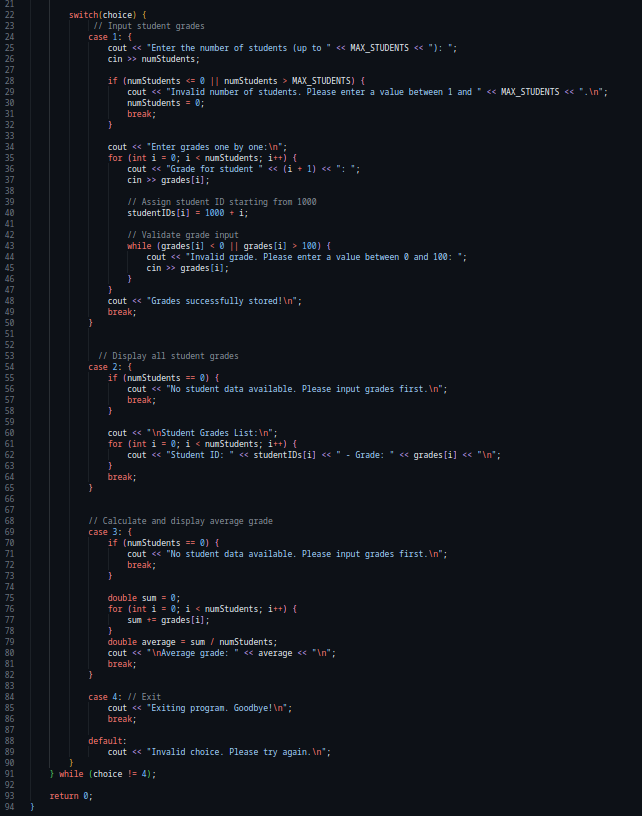 21
22 switch(choice) {
23 // Input student grades
24 case 1: {
25 cout << "Enter the number of students (up to " << MAX_STUDENTS << "): ";
26 cin >> numStudents;
27
28 if (numStudents <= 0 || numStudents > MAX_STUDENTS) {
29 cout << "Invalid number of students. Please enter a value between 1 and " << MAX_STUDENTS << ".\n";
30 numStudents = 0;
31 break;
32 }
33
34 cout << "Enter grades one by one:\n";
35 for (int i = 0; i < numStudents; i++) {
36 cout << "Grade for student " << (i + 1) << ": ";
37 cin >> grades[i];
38
39 // Assign student ID starting from 1000
40 studentIDs[i] = 1000 + i;
41
42 // Validate grade input
43 while (grades[i] < 0 || grades[i] > 100) {
44 cout << "Invalid grade. Please enter a value between 0 and 100: ";
45 cin >> grades[i];
46 }
47 }
48 cout << "Grades successfully stored!\n";
49 break;
50 }
51
52
53 // Display all student grades
54 case 2: {
55 if (numStudents == 0) {
56 cout << "No student data available. Please input grades first.\n";
57 break;
58 }
59
60 cout << "\nStudent Grades List:\n";
61 for (int i = 0; i < numStudents; i++) {
62 cout << "Student ID: " << studentIDs[i] << " - Grade: " << grades[i] << "\n";
63 }
64 break;
65 }
66
67
68 // Calculate and display average grade
69 case 3: {
70 if (numStudents == 0) {
71 cout << "No student data available. Please input grades first.\n";
72 break;
73 }
74
75 double sum = 0;
76 for (int i = 0; i < numStudents; i++) {
77 sum += grades[i];
78 }
79 double average = sum / numStudents;
80 cout << "\nAverage grade: " << average << "\n";
81 break;
82 }
83
84 case 4: // Exit
85 cout << "Exiting program. Goodbye!\n";
86 break;
87
88 default:
89 cout << "Invalid choice. Please try again.\n";
90 }
91 } while (choice != 4);
92
93 return 0;
94 }